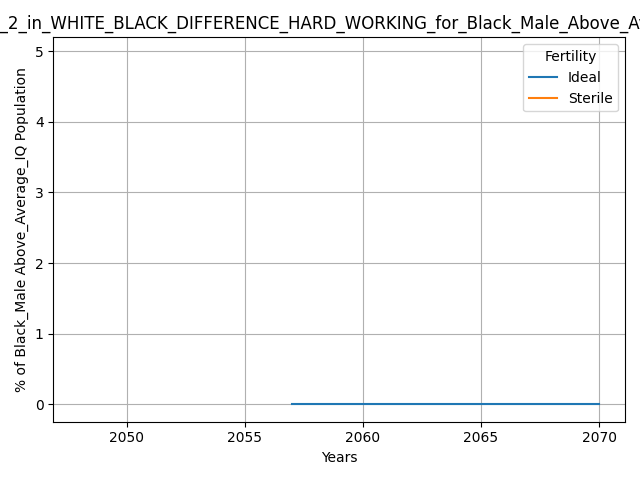 _2_in_WHITE_BLACK_DIFFERENCE_HARD_WORKING_for_Black_Male_Above_A
% of Black_Male Above_Average_IQ Population
5
4
3
2
1
0
Fertility
Ideal
Sterile
2050 2055 2060 2065 2070
Years